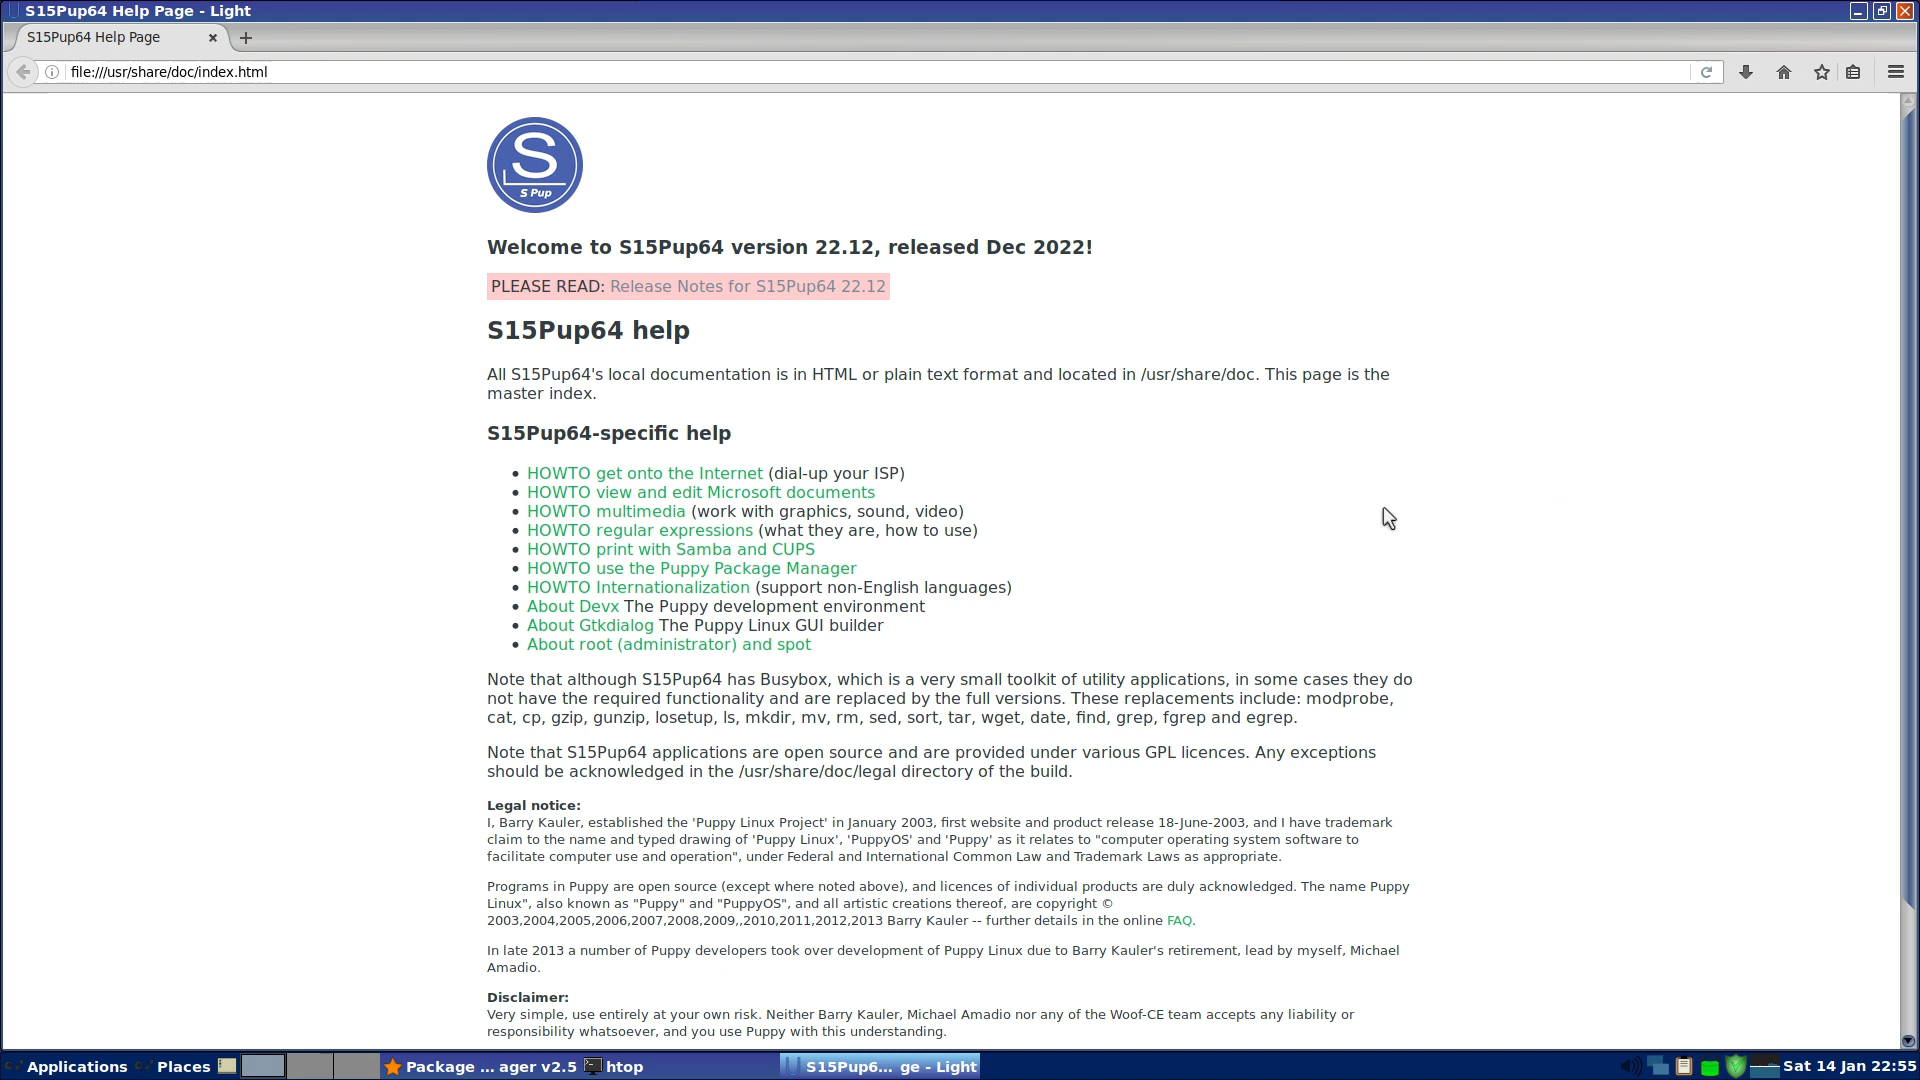 S15Pup64 Help Page - Light
S15Pup64 Help Page
file:///usr/share/doc/index.html
S
S Pup
Welcome to S15Pup64 version 22.12, released Dec 2022!
PLEASE READ: Release Notes for S15Pup64 22.12
S15Pup64 help
All S15Pup64's local documentation is in HTML or plain text format and located in /usr/share/doc. This page is the
master index.
S15Pup64-specific help
• HOWTO get onto the Internet (dial-up your ISP)
• HOWTO view and edit Microsoft documents
• HOWTO multimedia (work with graphics, sound, video)
• HOWTO regular expressions (what they are, how to use)
• HOWTO print with Samba and CUPS
• HOWTO use the Puppy Package Manager
• HOWTO Internationalization (support non-English languages)
• About Devx The Puppy development environment
• About Gtkdialog The Puppy Linux GUI builder
• About root (administrator) and spot
Note that although S15Pup64 has Busybox, which is a very small toolkit of utility applications, in some cases they do
not have the required functionality and are replaced by the full versions. These replacements include: modprobe,
cat, cp, gzip, gunzip, losetup, ls, mkdir, mv, rm, sed, sort, tar, wget, date, find, grep, fgrep and egrep.
Note that S15Pup64 applications are open source and are provided under various GPL licences. Any exceptions
should be acknowledged in the /usr/share/doc/legal directory of the build.
Legal notice:
I, Barry Kauler, established the 'Puppy Linux Project' in January 2003, first website and product release 18-June-2003, and I have trademark
claim to the name and typed drawing of 'Puppy Linux', 'PuppyOS' and 'Puppy' as it relates to "computer operating system software to
facilitate computer use and operation", under Federal and International Common Law and Trademark Laws as appropriate.
Programs in Puppy are open source (except where noted above), and licences of individual products are duly acknowledged. The name Puppy
Linux", also known as "Puppy" and "PuppyOS", and all artistic creations thereof, are copyright ©
2003,2004,2005,2006,2007,2008,2009,,2010,2011,2012,2013 Barry Kauler -- further details in the online FAQ.
In late 2013 a number of Puppy developers took over development of Puppy Linux due to Barry Kauler's retirement, lead by myself, Michael
Amadio.
Disclaimer:
Very simple, use entirely at your own risk. Neither Barry Kauler, Michael Amadio nor any of the Woof-CE team accepts any liability or
responsibility whatsoever, and you use Puppy with this understanding.
Applications Places Package ... ager v2.5 htop S15Pup6... ge - Light Sat 14 Jan 22:55